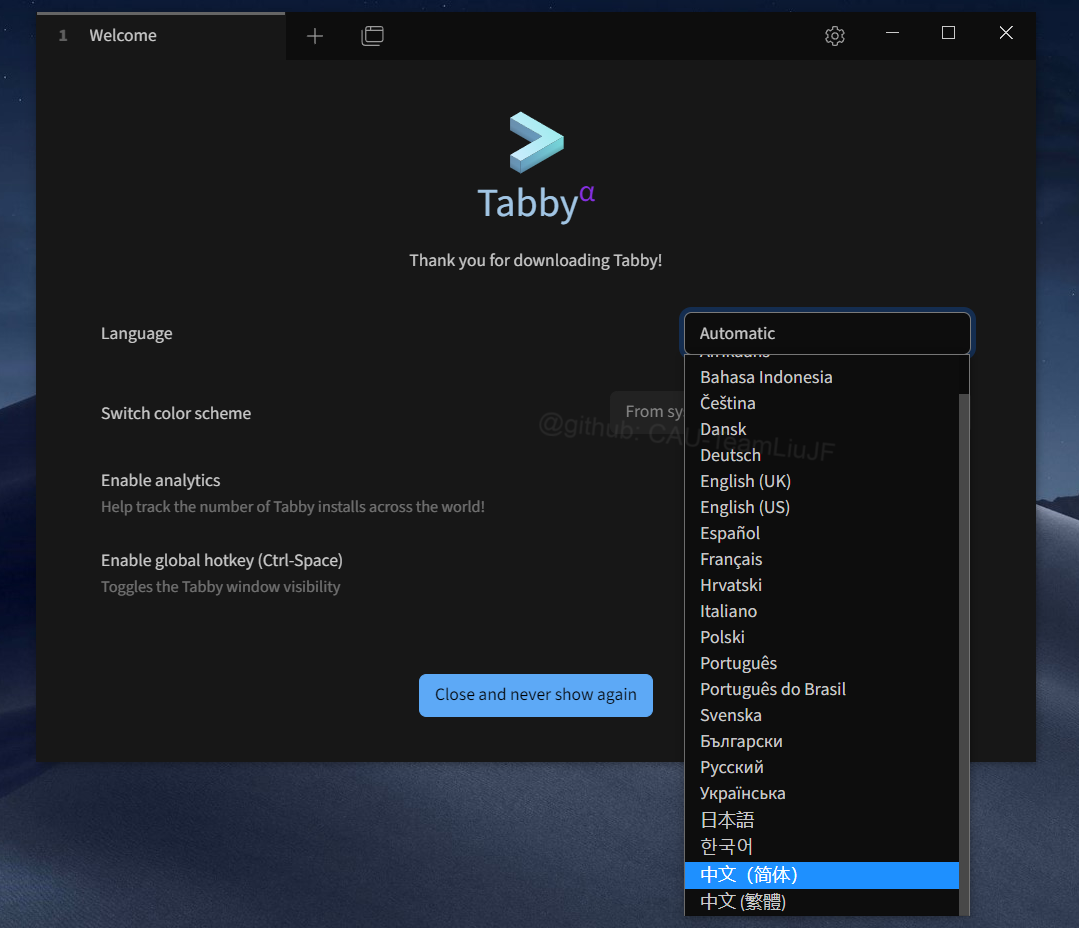 1 Welcome
Tabbyα
Thank you for downloading Tabby!
Language
Automatic
Afrikaans
Bahasa Indonesia
Čeština
Dansk
Deutsch
English (UK)
English (US)
Español
Français
Hrvatski
Italiano
Polski
Português
Português do Brasil
Svenska
Български
Русский
Українська
日本語
한국어
中文（简体）
中文 (繁體)
Switch color scheme
From sy
@github: CAU-TeamLiuJF
Enable analytics
Help track the number of Tabby installs across the world!
Enable global hotkey (Ctrl-Space)
Toggles the Tabby window visibility
Close and never show again